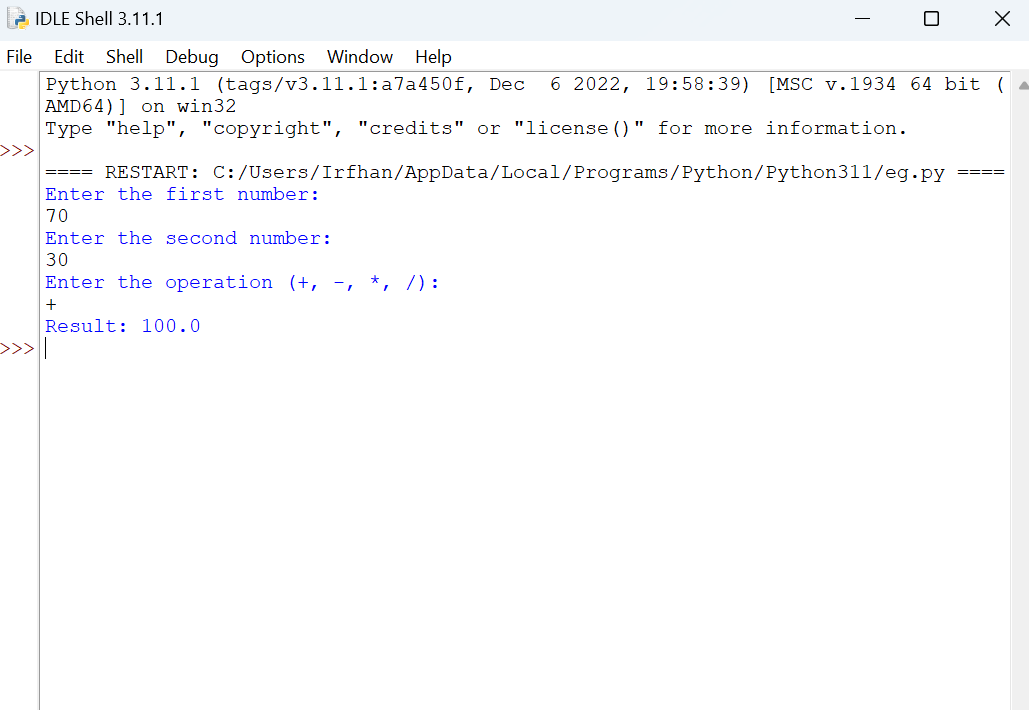 IDLE Shell 3.11.1
File Edit Shell Debug Options Window Help
Python 3.11.1 (tags/v3.11.1:a7a450f, Dec  6 2022, 19:58:39) [MSC v.1934 64 bit (
AMD64)] on win32
Type "help", "copyright", "credits" or "license()" for more information.
>>>
==== RESTART: C:/Users/Irfhan/AppData/Local/Programs/Python/Python311/eg.py ====
Enter the first number:
70
Enter the second number:
30
Enter the operation (+, -, *, /):
+
Result: 100.0
>>>